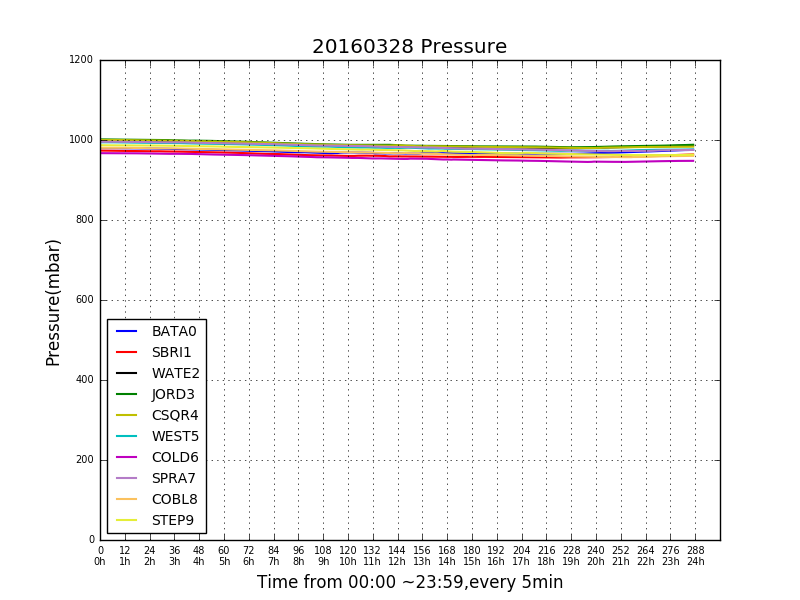 20160328 Pressure
1200
1000
800
600
400
200
0
Pressure(mbar)
BATA0
SBRI1
WATE2
JORD3
CSQR4
WEST5
COLD6
SPRA7
COBL8
STEP9
0 12 24 36 48 60 72 84 96 108 120 132 144 156 168 180 192 204 216 228 240 252 264 276 288
0h 1h 2h 3h 4h 5h 6h 7h 8h 9h 10h 11h 12h 13h 14h 15h 16h 17h 18h 19h 20h 21h 22h 23h 24h
Time from 00:00 ~23:59,every 5min